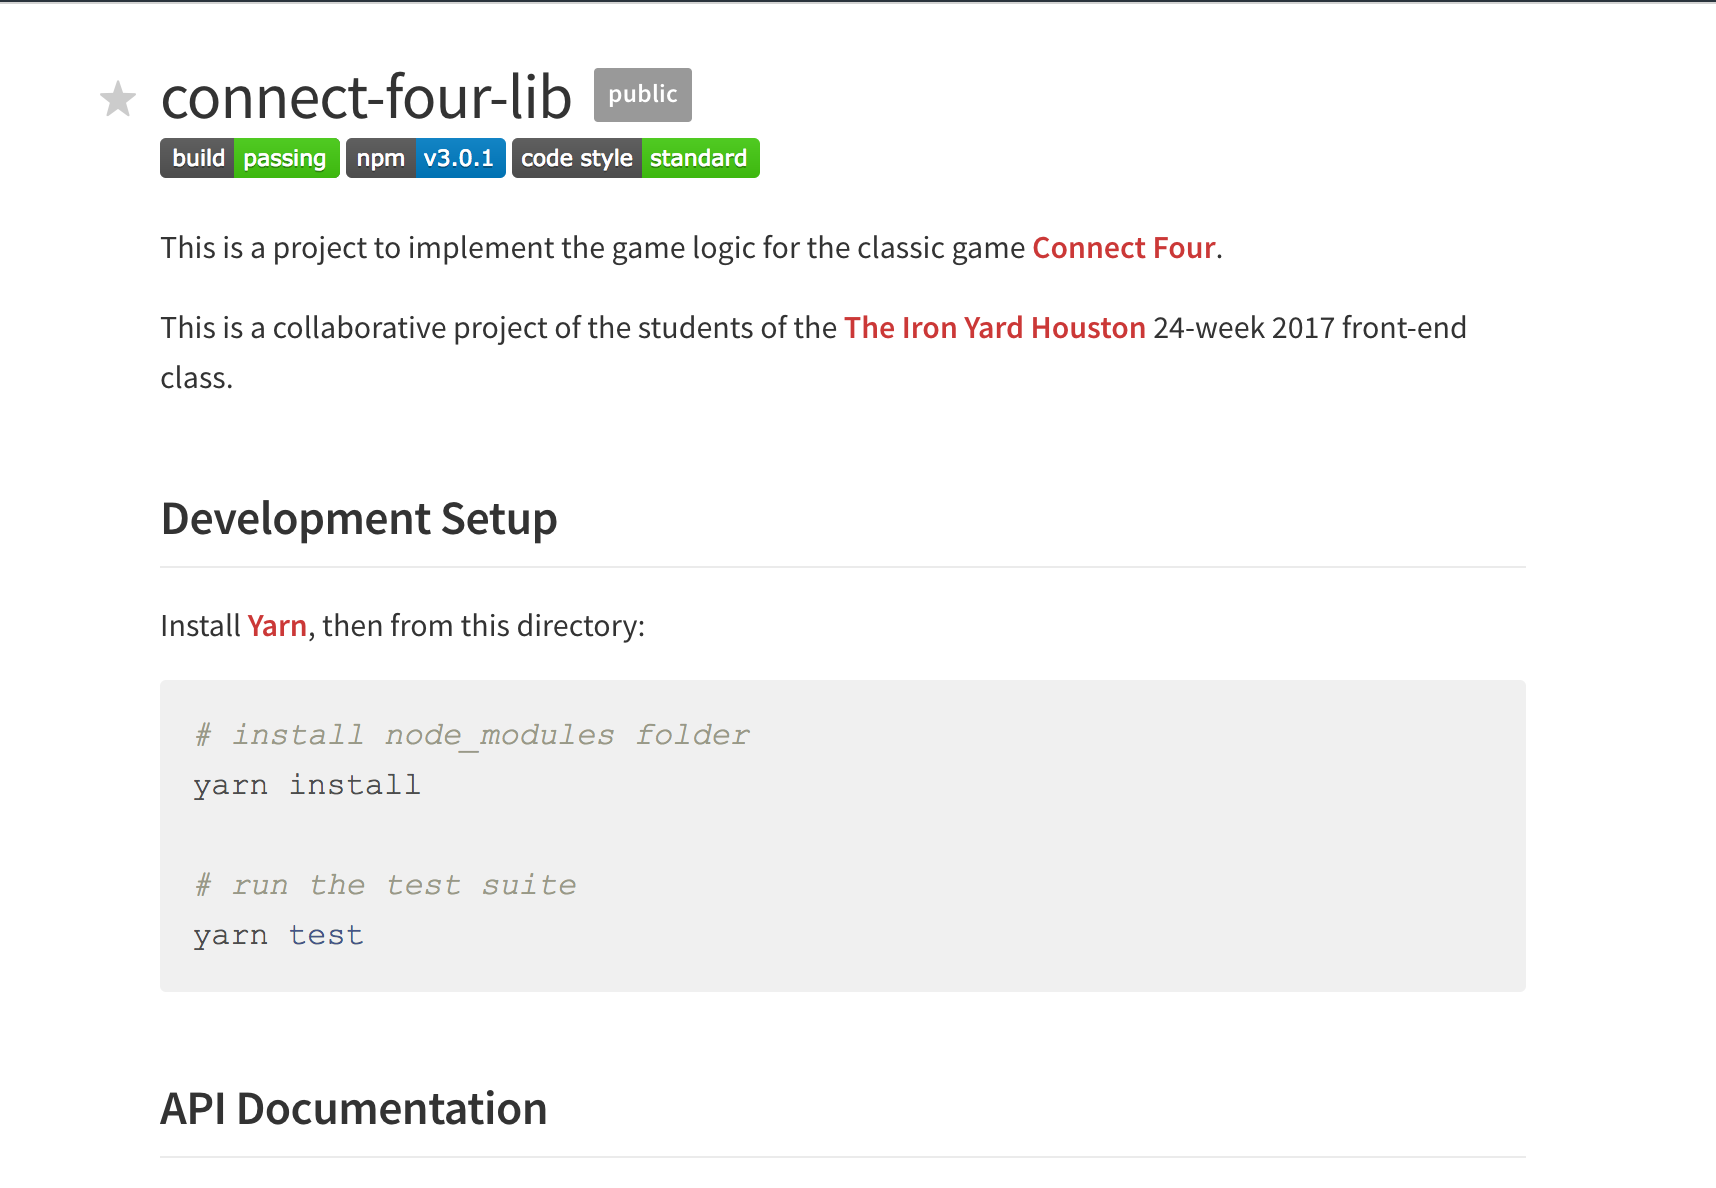 connect-four-lib public
build passing npm v3.0.1 code style standard
This is a project to implement the game logic for the classic game Connect Four.
This is a collaborative project of the students of the The Iron Yard Houston 24-week 2017 front-end
class.
Development Setup
Install Yarn, then from this directory:
# install node_modules folder
yarn install
# run the test suite
yarn test
API Documentation